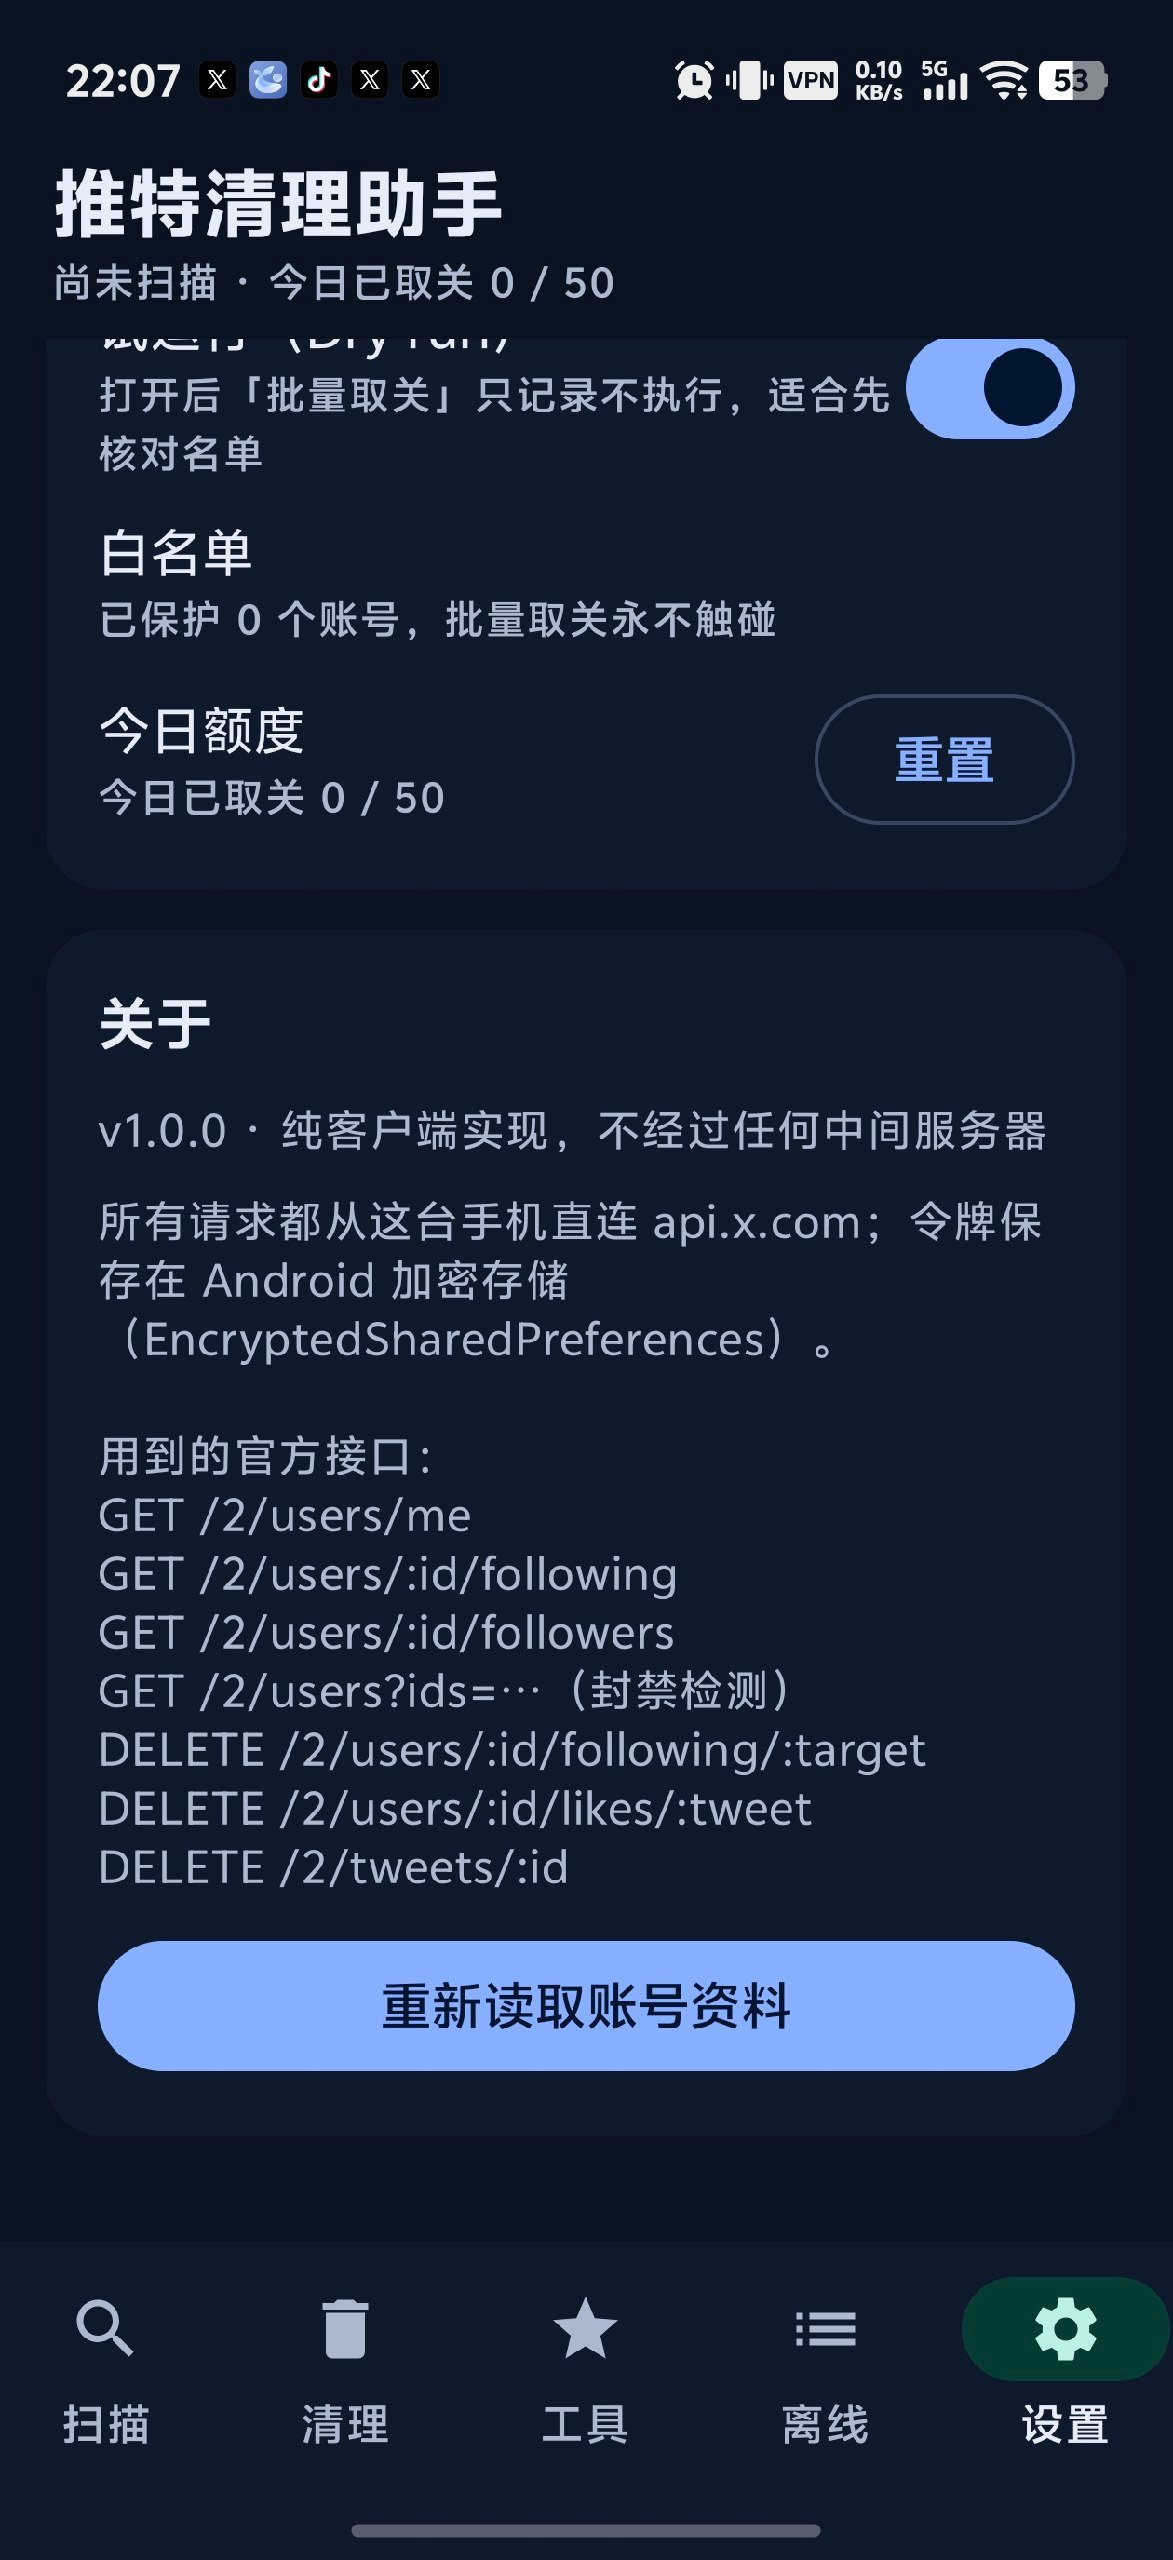 22:07
VPN
0.10
KB/s
5G
53
推特清理助手
尚未扫描 · 今日已取关 0 / 50
试运行（Dry run）
打开后「批量取关」只记录不执行，适合先
核对名单
白名单
已保护 0 个账号，批量取关永不触碰
今日额度
今日已取关 0 / 50
重置
关于
v1.0.0 · 纯客户端实现，不经过任何中间服务器
所有请求都从这台手机直连 api.x.com；令牌保
存在 Android 加密存储
（EncryptedSharedPreferences）。
用到的官方接口：
GET /2/users/me
GET /2/users/:id/following
GET /2/users/:id/followers
GET /2/users?ids=…（封禁检测）
DELETE /2/users/:id/following/:target
DELETE /2/users/:id/likes/:tweet
DELETE /2/tweets/:id
重新读取账号资料
扫描
清理
工具
离线
设置